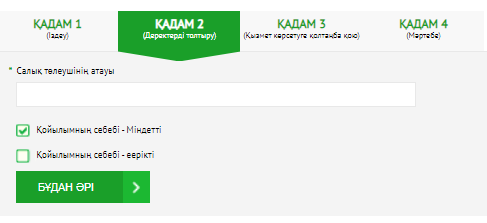 ҚАДАМ 1
(Іздеу)
ҚАДАМ 2
(Деректерді толтыру)
ҚАДАМ 3
(Қызмет көрсетуге қолтаңба қою)
ҚАДАМ 4
(Мәртебе)
* Салық төлеушінің атауы
Қойылымның себебі - Міндетті
Қойылымның себебі - еерікті
БҰДАН ӘРІ